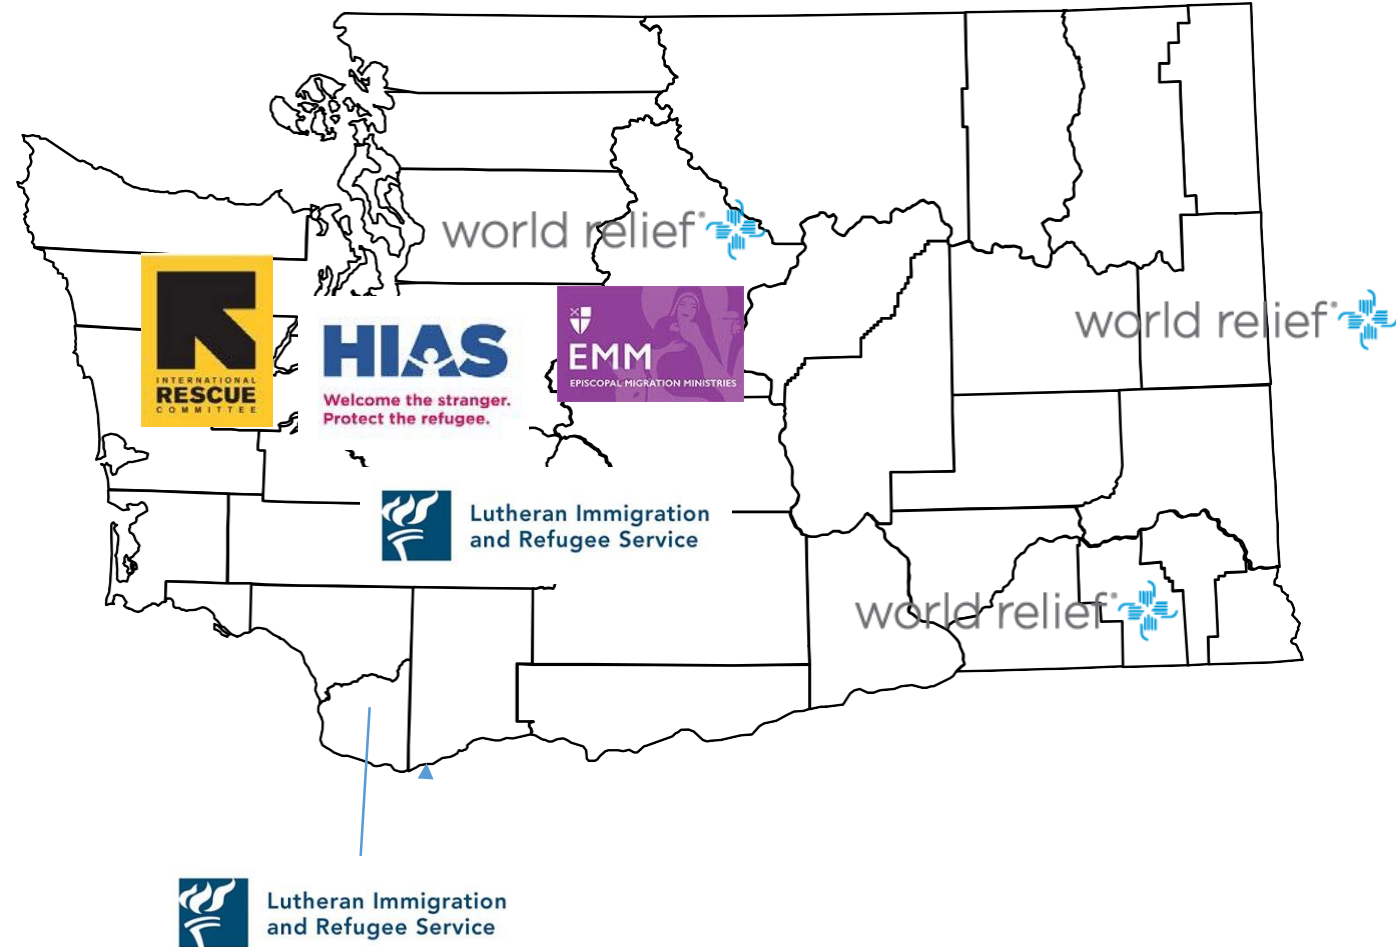 world relief®
INTERNATIONAL
RESCUE
COMMITTEE
HIAS
Welcome the stranger.
Protect the refugee.
EMM
EPISCOPAL MIGRATION MINISTRIES
world relief®
Lutheran Immigration
and Refugee Service
world relief®
Lutheran Immigration
and Refugee Service